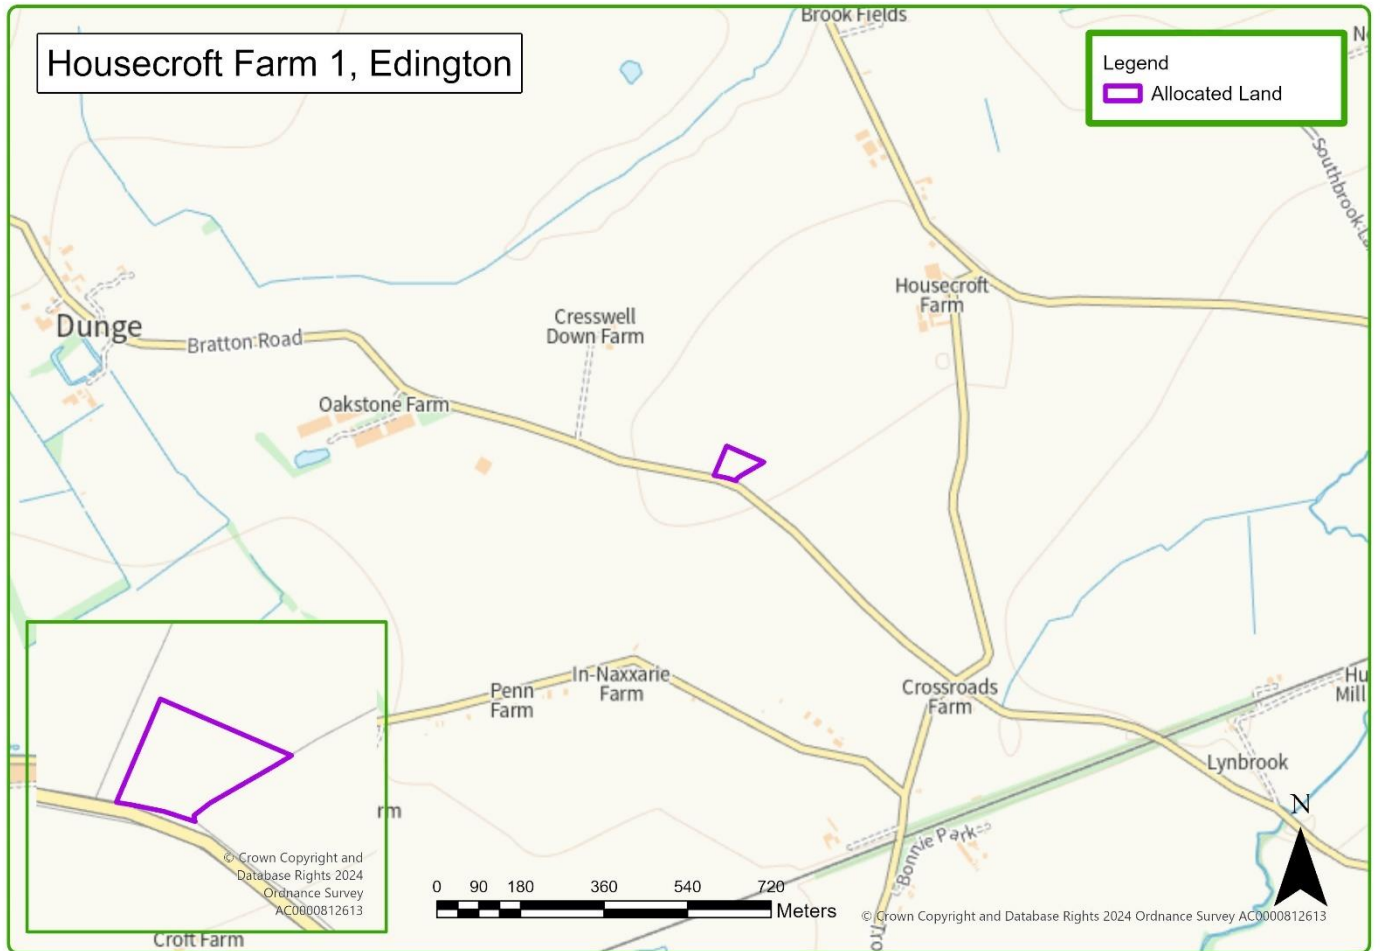 Brook Fields
Housecroft Farm 1, Edington
Legend
Allocated Land
Southbrook La
Housecroft
Farm
Cresswell
Down Farm
Dunge
Bratton Road
Oakstone Farm
In-Naxxarie
Farm
Penn
Farm
Crossroads
Farm
Hu
Mill
Lynbrook
N
rm
Bonnie Park
© Crown Copyright and
Database Rights 2024
Ordnance Survey
AC0000812613
0 90 180 360 540 720
Meters
© Crown Copyright and Database Rights 2024 Ordnance Survey AC0000812613
Croft Farm
Tro